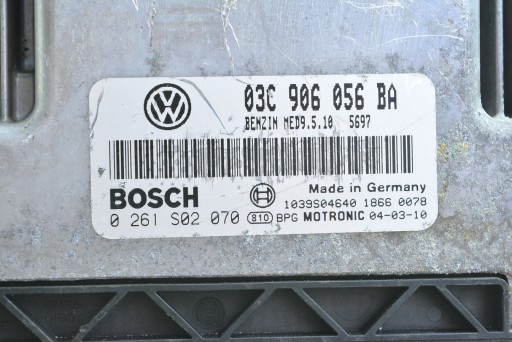 03C 906 056 BA
BENZIN MED9.5.10 5697
BOSCH
Made in Germany
1039S04640 1866 0078
0 261 S02 070 S10 BPG MOTRONIC 04-03-10